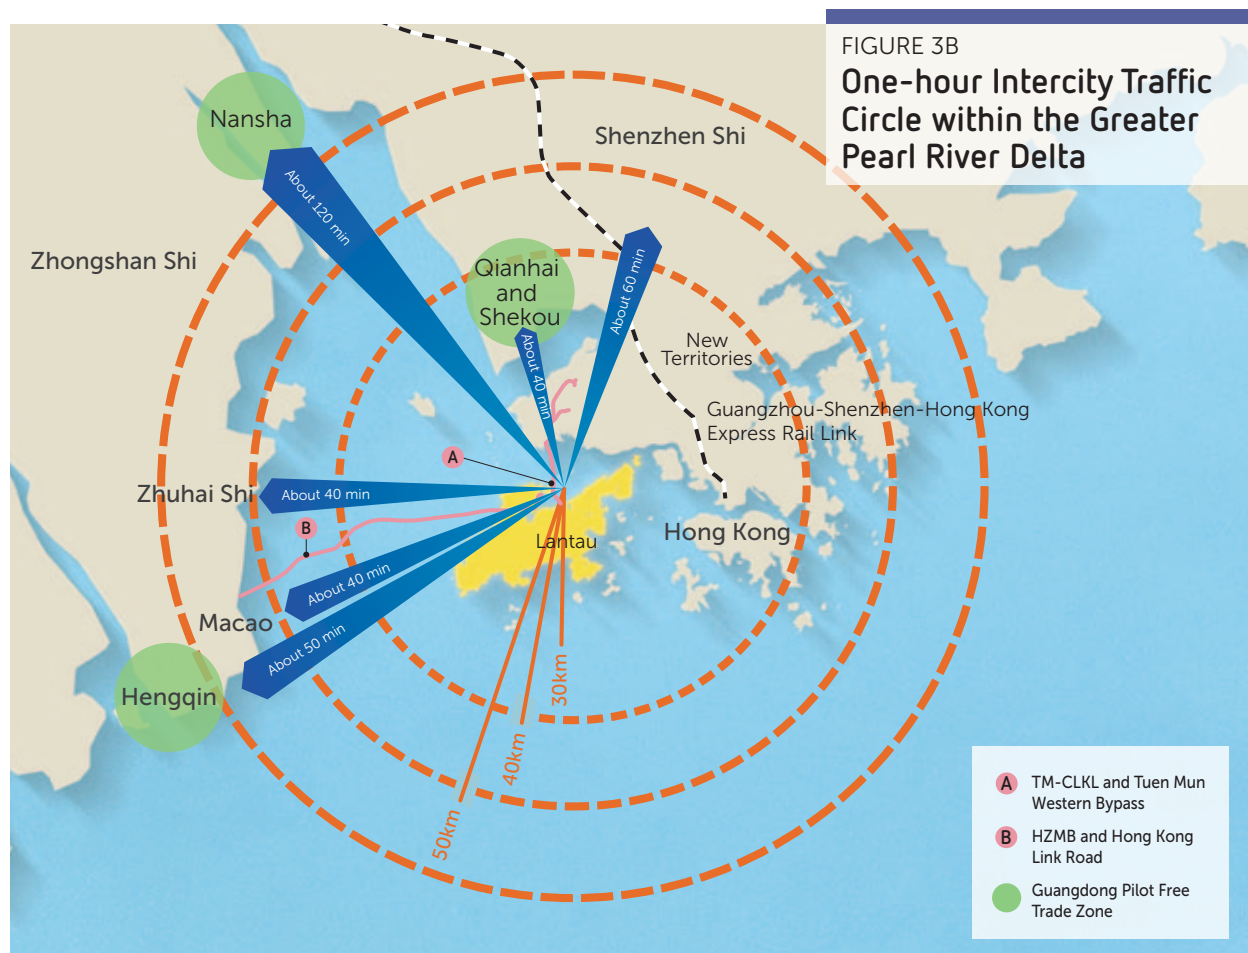 FIGURE 3B
One-hour Intercity Traffic
Circle within the Greater
Pearl River Delta
Nansha
Shenzhen Shi
About 120 min
Zhongshan Shi
Qianhai
and
Shekou
About 60 min
About 40 min
New
Territories
Guangzhou-Shenzhen-Hong Kong
Express Rail Link
A
Zhuhai Shi
About 40 min
B
Hong Kong
Lantau
About 40 min
Macao
About 50 min
Hengqin
30km
40km
50km
A TM-CLKL and Tuen Mun
Western Bypass
B HZMB and Hong Kong
Link Road
Guangdong Pilot Free
Trade Zone